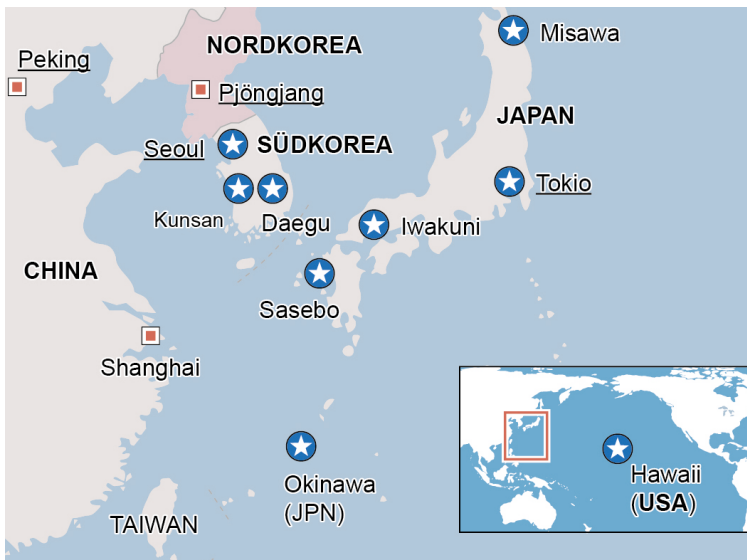 Misawa
NORDKOREA
Peking
Pjöngjang
JAPAN
Seoul
SÜDKOREA
Tokio
Kunsan
Daegu
Iwakuni
CHINA
Sasebo
Shanghai
Okinawa
(JPN)
Hawaii
(USA)
TAIWAN